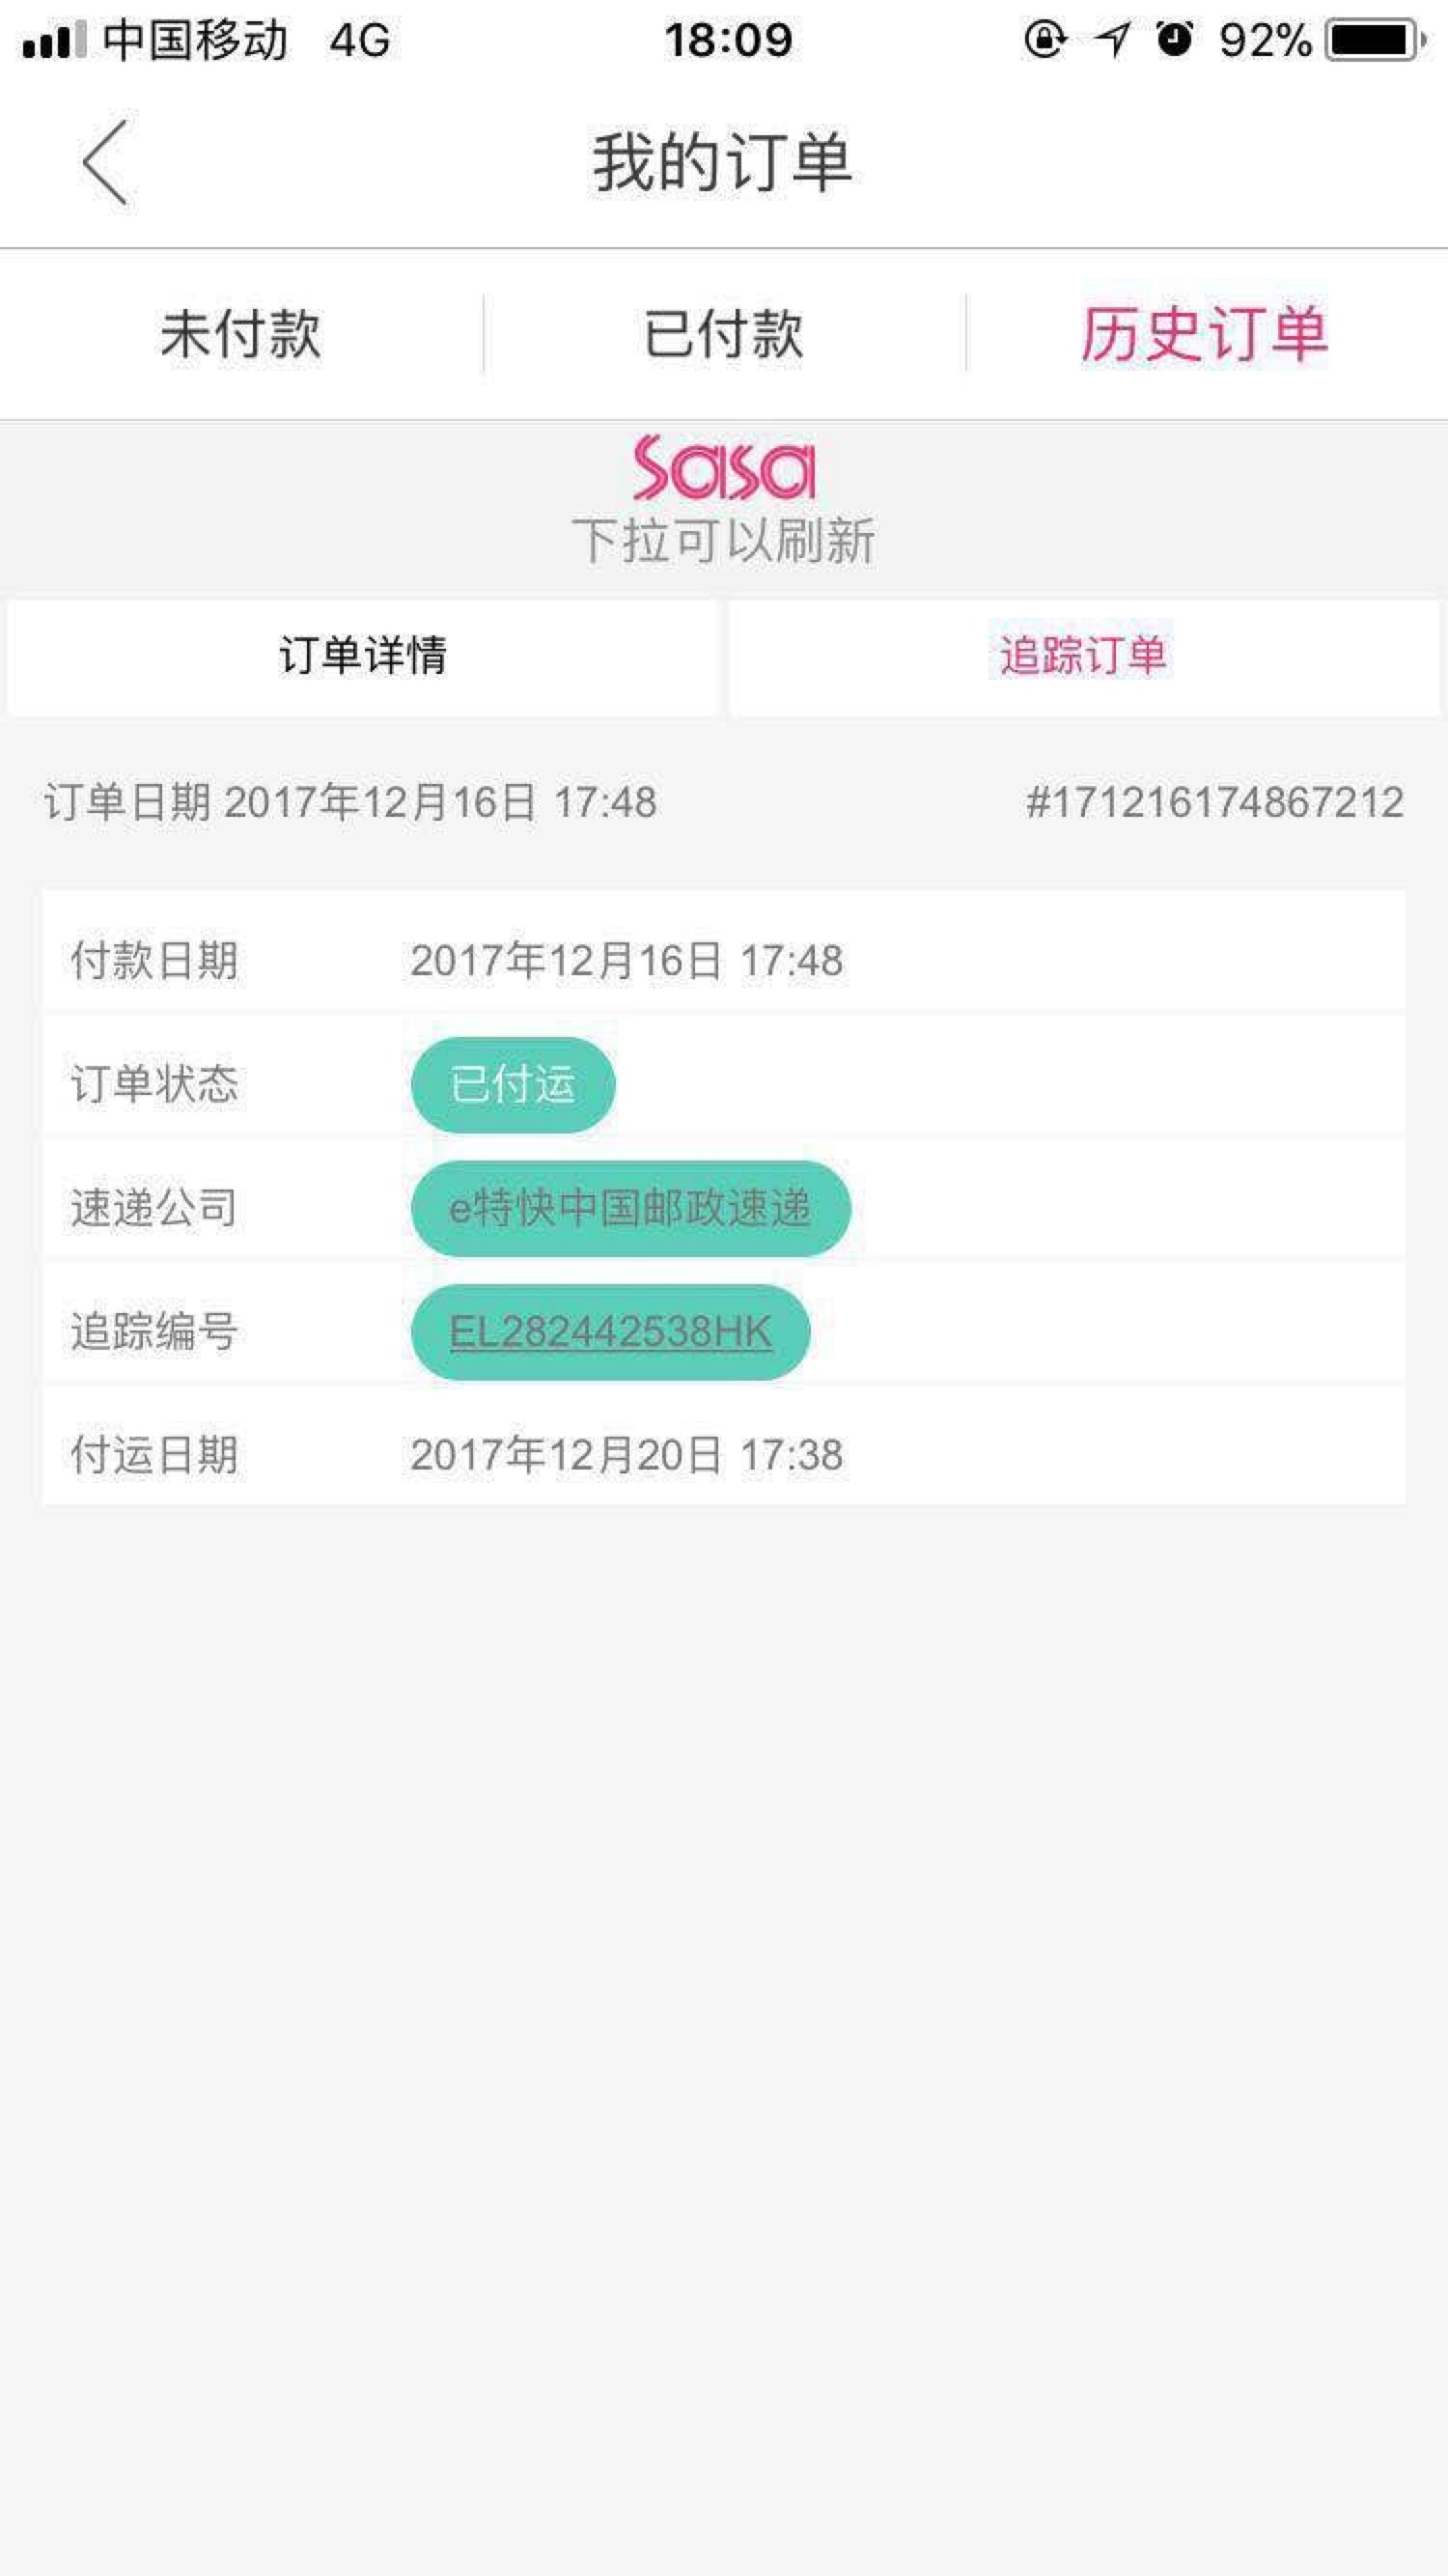 中国移动 4G 18:09 92%
我的订单
未付款 已付款 历史订单
Sasa
下拉可以刷新
订单详情 追踪订单
订单日期 2017年12月16日 17:48 #171216174867212
付款日期 2017年12月16日 17:48
订单状态 已付运
速递公司 e特快中国邮政速递
追踪编号 EL282442538HK
付运日期 2017年12月20日 17:38